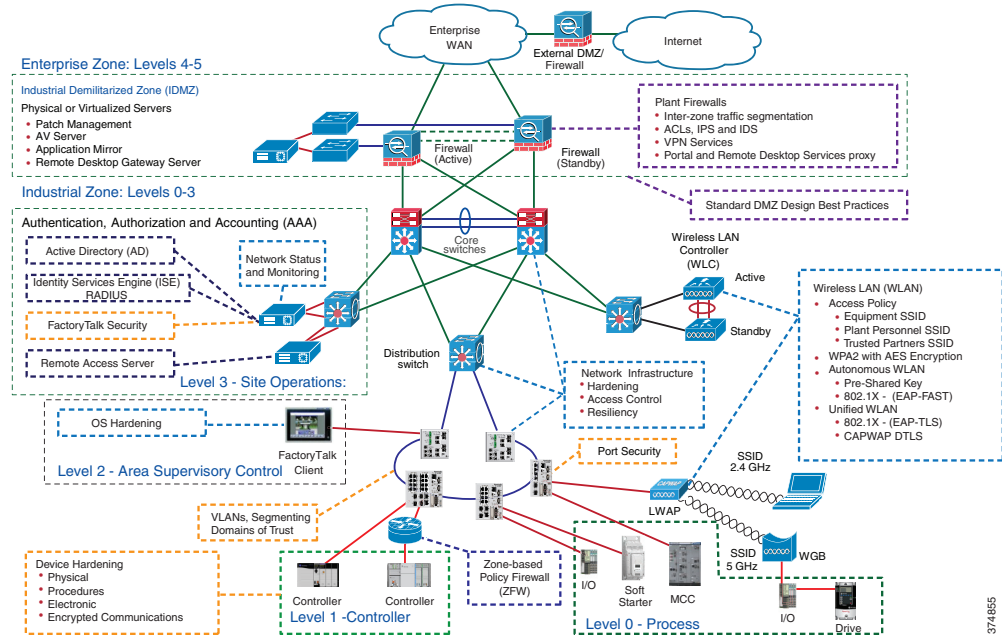 Enterprise
WAN
External DMZ/
Firewall
Internet
Enterprise Zone: Levels 4-5
Industrial Demilitarized Zone (IDMZ)
Physical or Virtualized Servers
• Patch Management
• AV Server
• Application Mirror
• Remote Desktop Gateway Server
Firewall
(Active)
Firewall
(Standby)
Plant Firewalls
• Inter-zone traffic segmentation
• ACLs, IPS and IDS
• VPN Services
• Portal and Remote Desktop Services proxy
Standard DMZ Design Best Practices
Industrial Zone: Levels 0-3
Authentication, Authorization and Accounting (AAA)
Active Directory (AD)
Identity Services Engine (ISE)
RADIUS
FactoryTalk Security
Remote Access Server
Network Status
and Monitoring
Level 3 - Site Operations:
Core
switches
Distribution
switch
Wireless LAN
Controller
(WLC)
Active
Standby
Network Infrastructure
• Hardening
• Access Control
• Resiliency
Wireless LAN (WLAN)
• Access Policy
• Equipment SSID
• Plant Personnel SSID
• Trusted Partners SSID
• WPA2 with AES Encryption
• Autonomous WLAN
• Pre-Shared Key
• 802.1X - (EAP-FAST)
• Unified WLAN
• 802.1X - (EAP-TLS)
• CAPWAP DTLS
OS Hardening
FactoryTalk
Client
Level 2 - Area Supervisory Control
Port Security
VLANs, Segmenting
Domains of Trust
CAPWAP
LWAP
SSID
2.4 GHz
SSID
5 GHz
WGB
Device Hardening
• Physical
• Procedures
• Electronic
• Encrypted Communications
Controller
Controller
Level 1 -Controller
Zone-based
Policy Firewall
(ZFW)
I/O
Soft
Starter
MCC
Level 0 - Process
I/O
Drive
374855